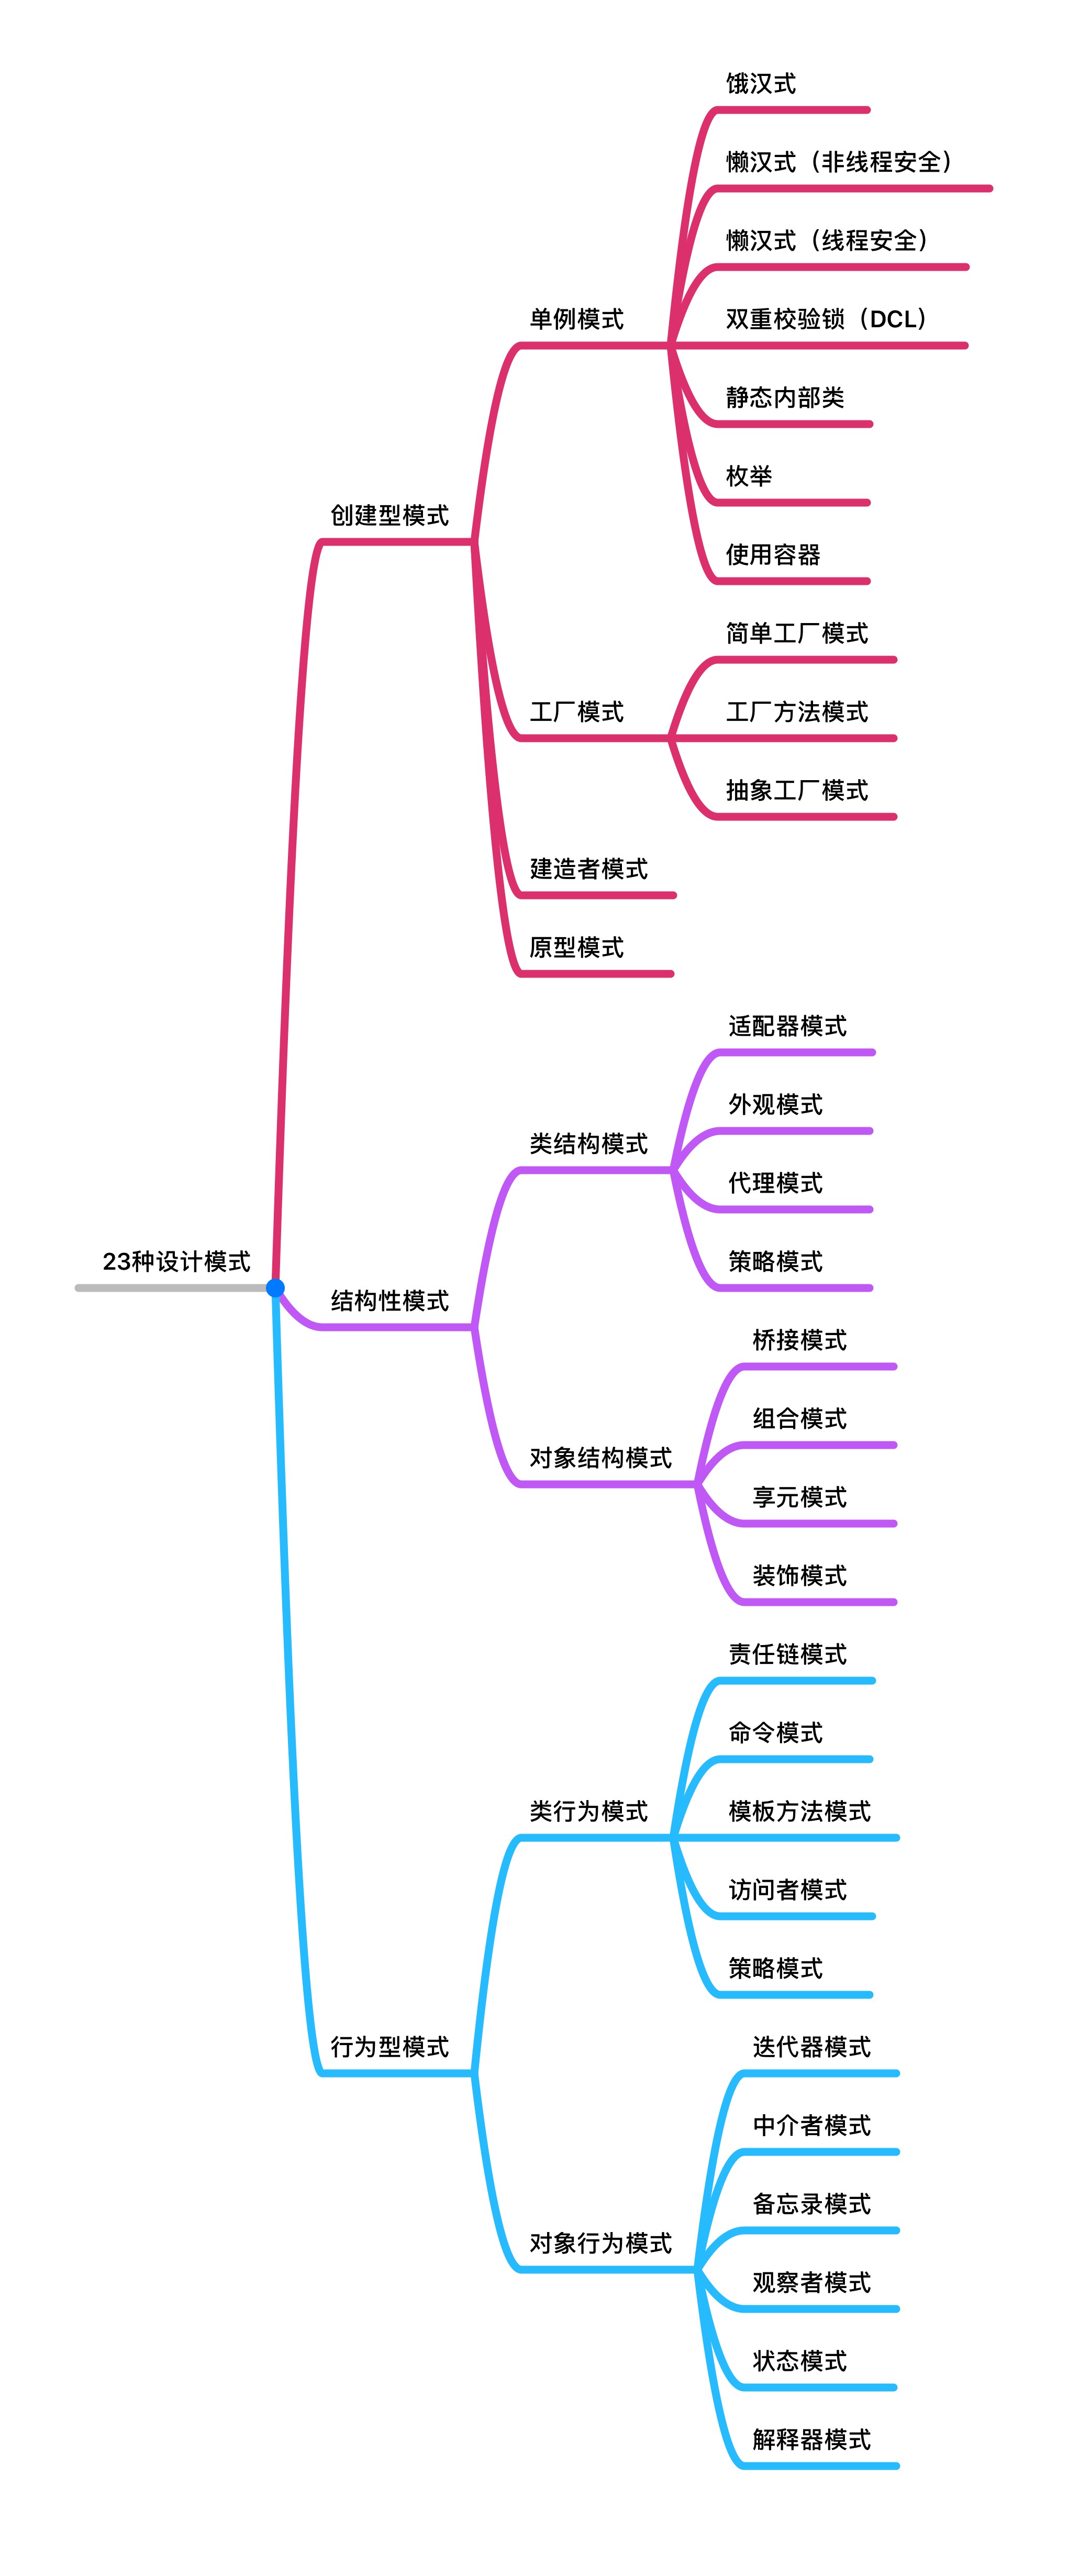 饿汉式
懒汉式（非线程安全）
懒汉式（线程安全）
单例模式
双重校验锁（DCL）
静态内部类
枚举
创建型模式
使用容器
简单工厂模式
工厂模式
工厂方法模式
抽象工厂模式
建造者模式
原型模式
适配器模式
外观模式
类结构模式
代理模式
23种设计模式
策略模式
结构性模式
桥接模式
组合模式
对象结构模式
享元模式
装饰模式
责任链模式
命令模式
类行为模式
模板方法模式
访问者模式
策略模式
行为型模式
迭代器模式
中介者模式
备忘录模式
对象行为模式
观察者模式
状态模式
解释器模式